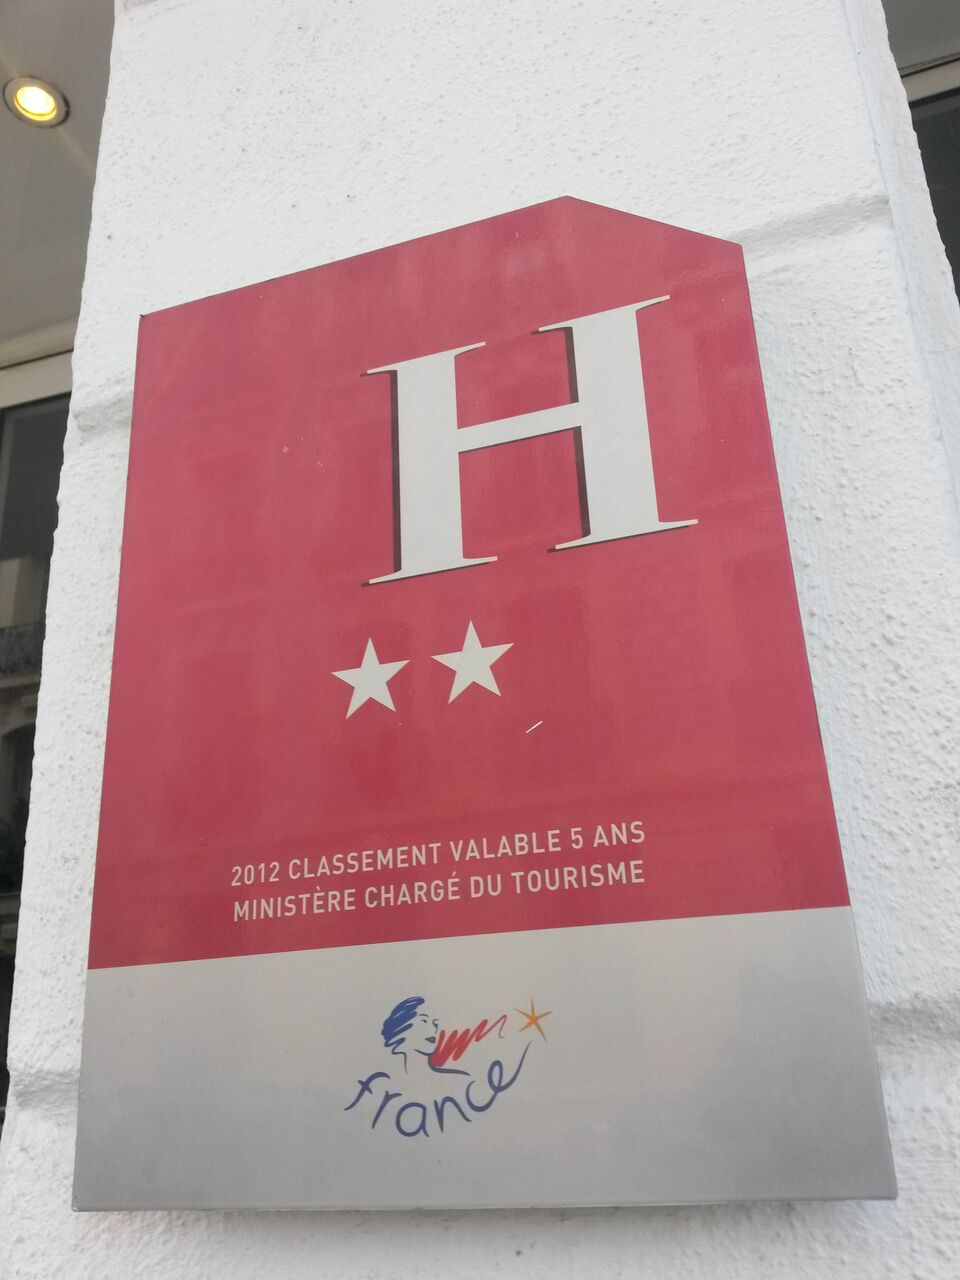 H
2012 CLASSEMENT VALABLE 5 ANS
MINISTÈRE CHARGÉ DU TOURISME
france